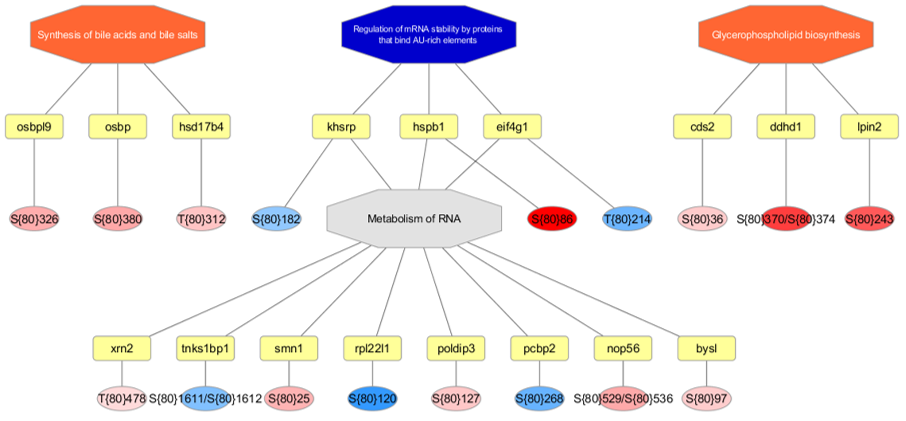 Synthesis of bile acids and bile salts
Regulation of mRNA stability by proteins
that bind AU-rich elements
Glycerophospholipid biosynthesis
osbpl9
osbp
hsd17b4
khsrp
hspb1
eif4g1
cds2
ddhd1
lpin2
S{80}326
S{80}380
T{80}312
S{80}182
Metabolism of RNA
S{80}86
T{80}214
S{80}36
S{80}370/S{80}374
S{80}243
xrn2
tnks1bp1
smn1
rpl22l1
poldip3
pcbp2
nop56
bysl
T{80}478
S{80}1611/S{80}1612
S{80}25
S{80}120
S{80}127
S{80}268
S{80}529/S{80}536
S{80}97